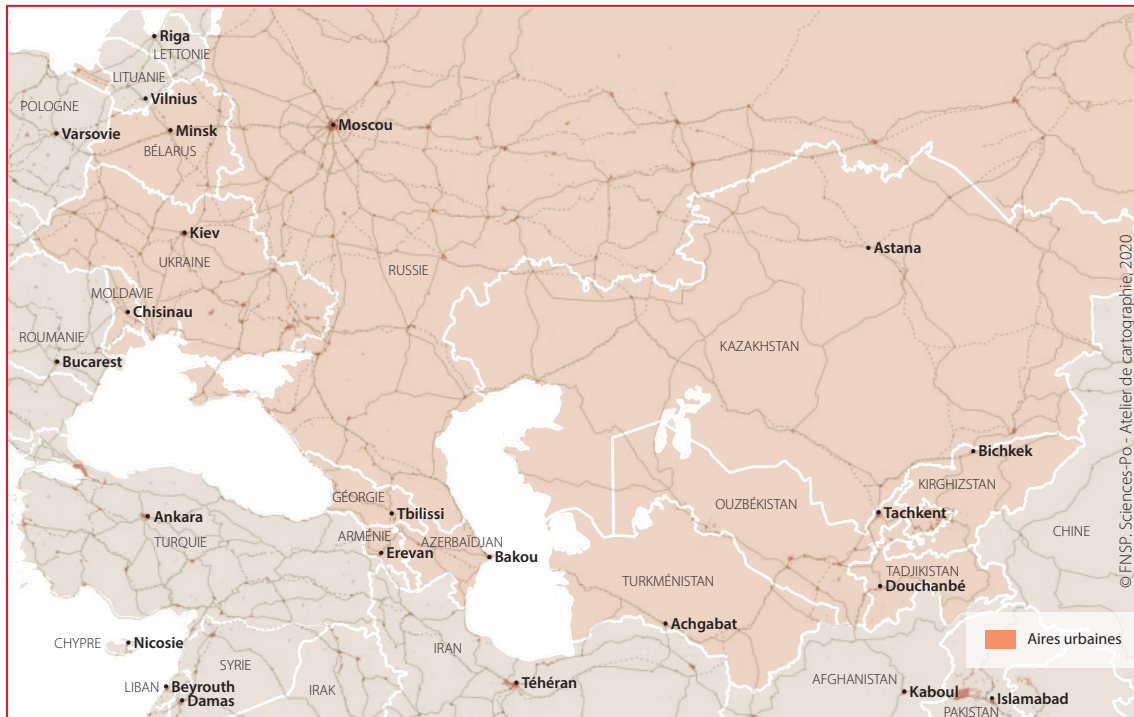 Riga
LETTONIE
LITUANIE
Vilnius
POLOGNE
Varsovie
Minsk
BÉLARUS
Moscou
Kiev
UKRAINE
RUSSIE
Astana
MOLDAVIE
Chisinau
ROUMANIE
Bucarest
KAZAKHSTAN
Bichkek
KIRGHIZSTAN
GÉORGIE
Tbilissi
OUZBÉKISTAN
Tachkent
Ankara
TURQUIE
ARMÉNIE
AZERBAÏDJAN
Erevan
Bakou
CHINE
TADJIKISTAN
Douchanbé
TURKMÉNISTAN
Achgabat
CHYPRE
Nicosie
SYRIE
IRAN
LIBAN
Beyrouth
Damas
IRAK
Téhéran
AFGHANISTAN
Kaboul
Islamabad
PAKISTAN
Aires urbaines
© FNSP. Sciences-Po - Atelier de cartographie, 2020